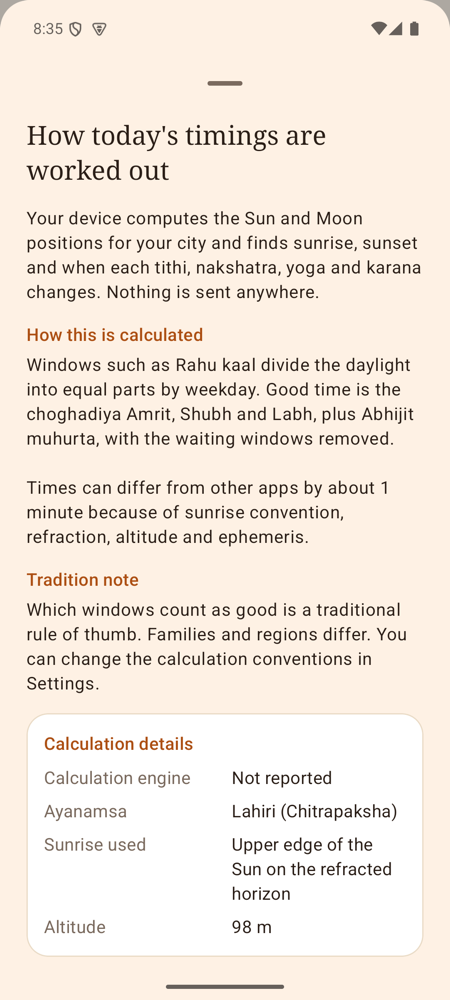 8:35
How today's timings are
worked out
Your device computes the Sun and Moon
positions for your city and finds sunrise, sunset
and when each tithi, nakshatra, yoga and karana
changes. Nothing is sent anywhere.
How this is calculated
Windows such as Rahu kaal divide the daylight
into equal parts by weekday. Good time is the
choghadiya Amrit, Shubh and Labh, plus Abhijit
muhurta, with the waiting windows removed.
Times can differ from other apps by about 1
minute because of sunrise convention,
refraction, altitude and ephemeris.
Tradition note
Which windows count as good is a traditional
rule of thumb. Families and regions differ. You
can change the calculation conventions in
Settings.
Calculation details
Calculation engine Not reported
Ayanamsa Lahiri (Chitrapaksha)
Sunrise used Upper edge of the
Sun on the refracted
horizon
Altitude 98 m